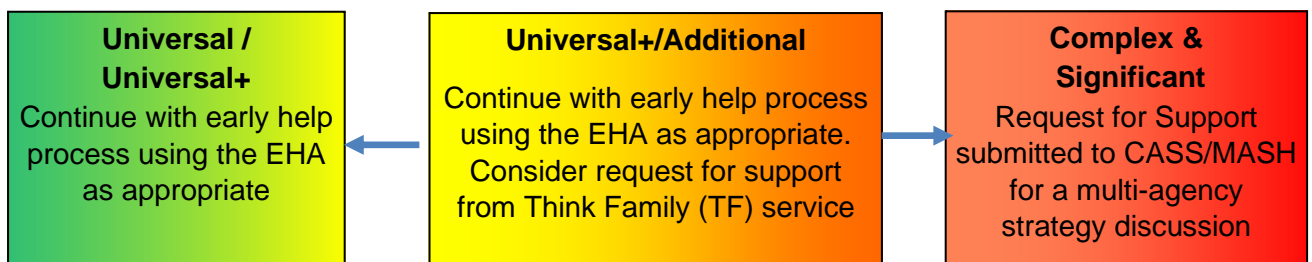 Universal /
Universal+
Continue with early help
process using the EHA
as appropriate
Universal+/Additional
Continue with early help process
using the EHA as appropriate.
Consider request for support
from Think Family (TF) service
Complex &
Significant
Request for Support
submitted to CASS/MASH
for a multi-agency
strategy discussion